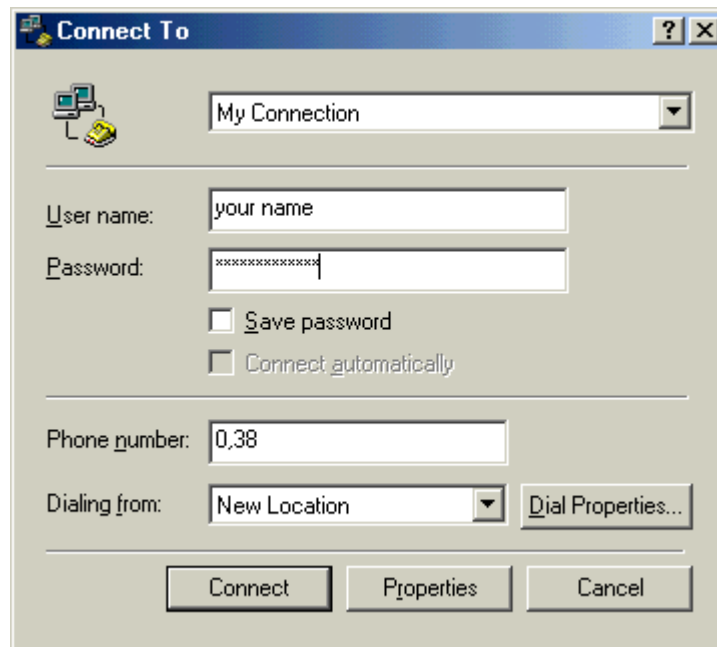 Connect To
My Connection
User name: your name
Password: *************
Save password
Connect automatically
Phone number: 0,38
Dialing from: New Location Dial Properties...
Connect Properties Cancel